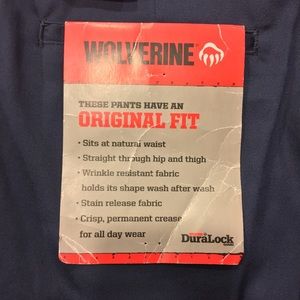 WOLVERINE
THESE PANTS HAVE AN
ORIGINAL FIT
• Sits at natural waist
• Straight through hip and thigh
• Wrinkle resistant fabric
holds its shape wash after wash
• Stain release fabric
• Crisp, permanent crease
for all day wear
DuraLock